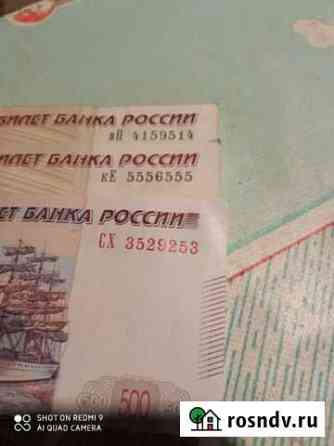 БИЛЕТ БАНКА РОССИИ
вП 4159514
БИЛЕТ БАНКА РОССИИ
кЕ 5556555
ЕТ БАНКА РОССИИ
СХ 3529253
500
SHOT ON REDMI 9
AI QUAD CAMERA
rosndv.ru